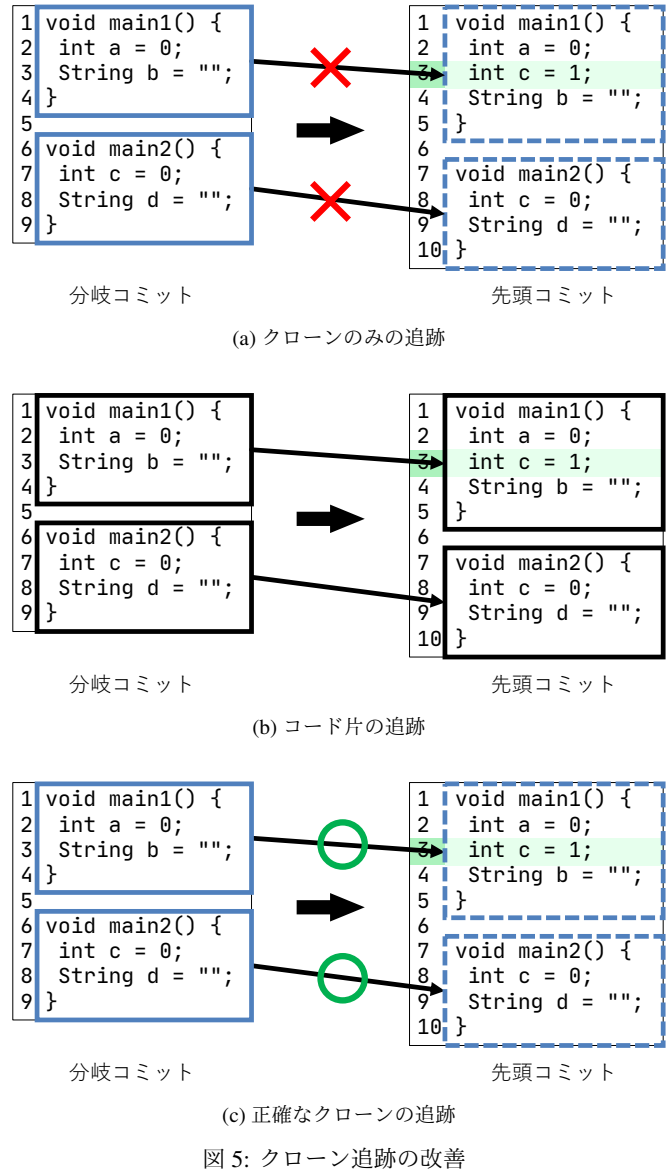 1 void main1() {
2 int a = 0;
3 String b = "";
4 }
5
6 void main2() {
7 int c = 0;
8 String d = "";
9 }
分岐コミット
1 void main1() {
2 int a = 0;
3 int c = 1;
4 String b = "";
5 }
6
7 void main2() {
8 int c = 0;
9 String d = "";
10 }
先頭コミット
(a) クローンのみの追跡
1 void main1() {
2 int a = 0;
3 String b = "";
4 }
5
6 void main2() {
7 int c = 0;
8 String d = "";
9 }
分岐コミット
1 void main1() {
2 int a = 0;
3 int c = 1;
4 String b = "";
5 }
6
7 void main2() {
8 int c = 0;
9 String d = "";
10 }
先頭コミット
(b) コード片の追跡
1 void main1() {
2 int a = 0;
3 String b = "";
4 }
5
6 void main2() {
7 int c = 0;
8 String d = "";
9 }
分岐コミット
1 void main1() {
2 int a = 0;
3 int c = 1;
4 String b = "";
5 }
6
7 void main2() {
8 int c = 0;
9 String d = "";
10 }
先頭コミット
(c) 正確なクローンの追跡
図 5: クローン追跡の改善